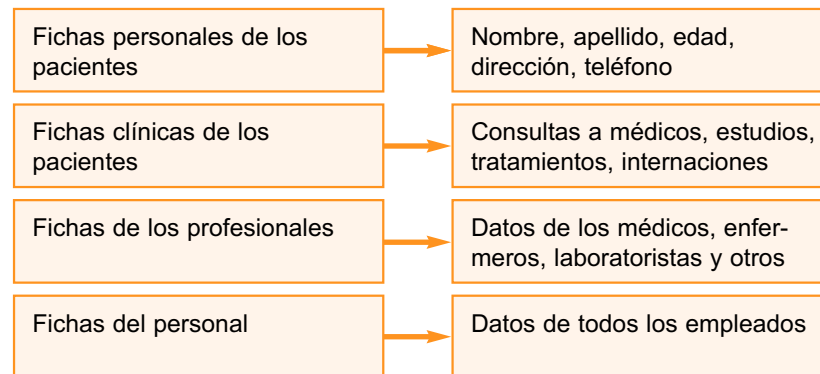 Fichas personales de los
pacientes
Nombre, apellido, edad,
dirección, teléfono
Fichas clínicas de los
pacientes
Consultas a médicos, estudios,
tratamientos, internaciones
Fichas de los profesionales
Datos de los médicos, enfer-
meros, laboratoristas y otros
Fichas del personal
Datos de todos los empleados